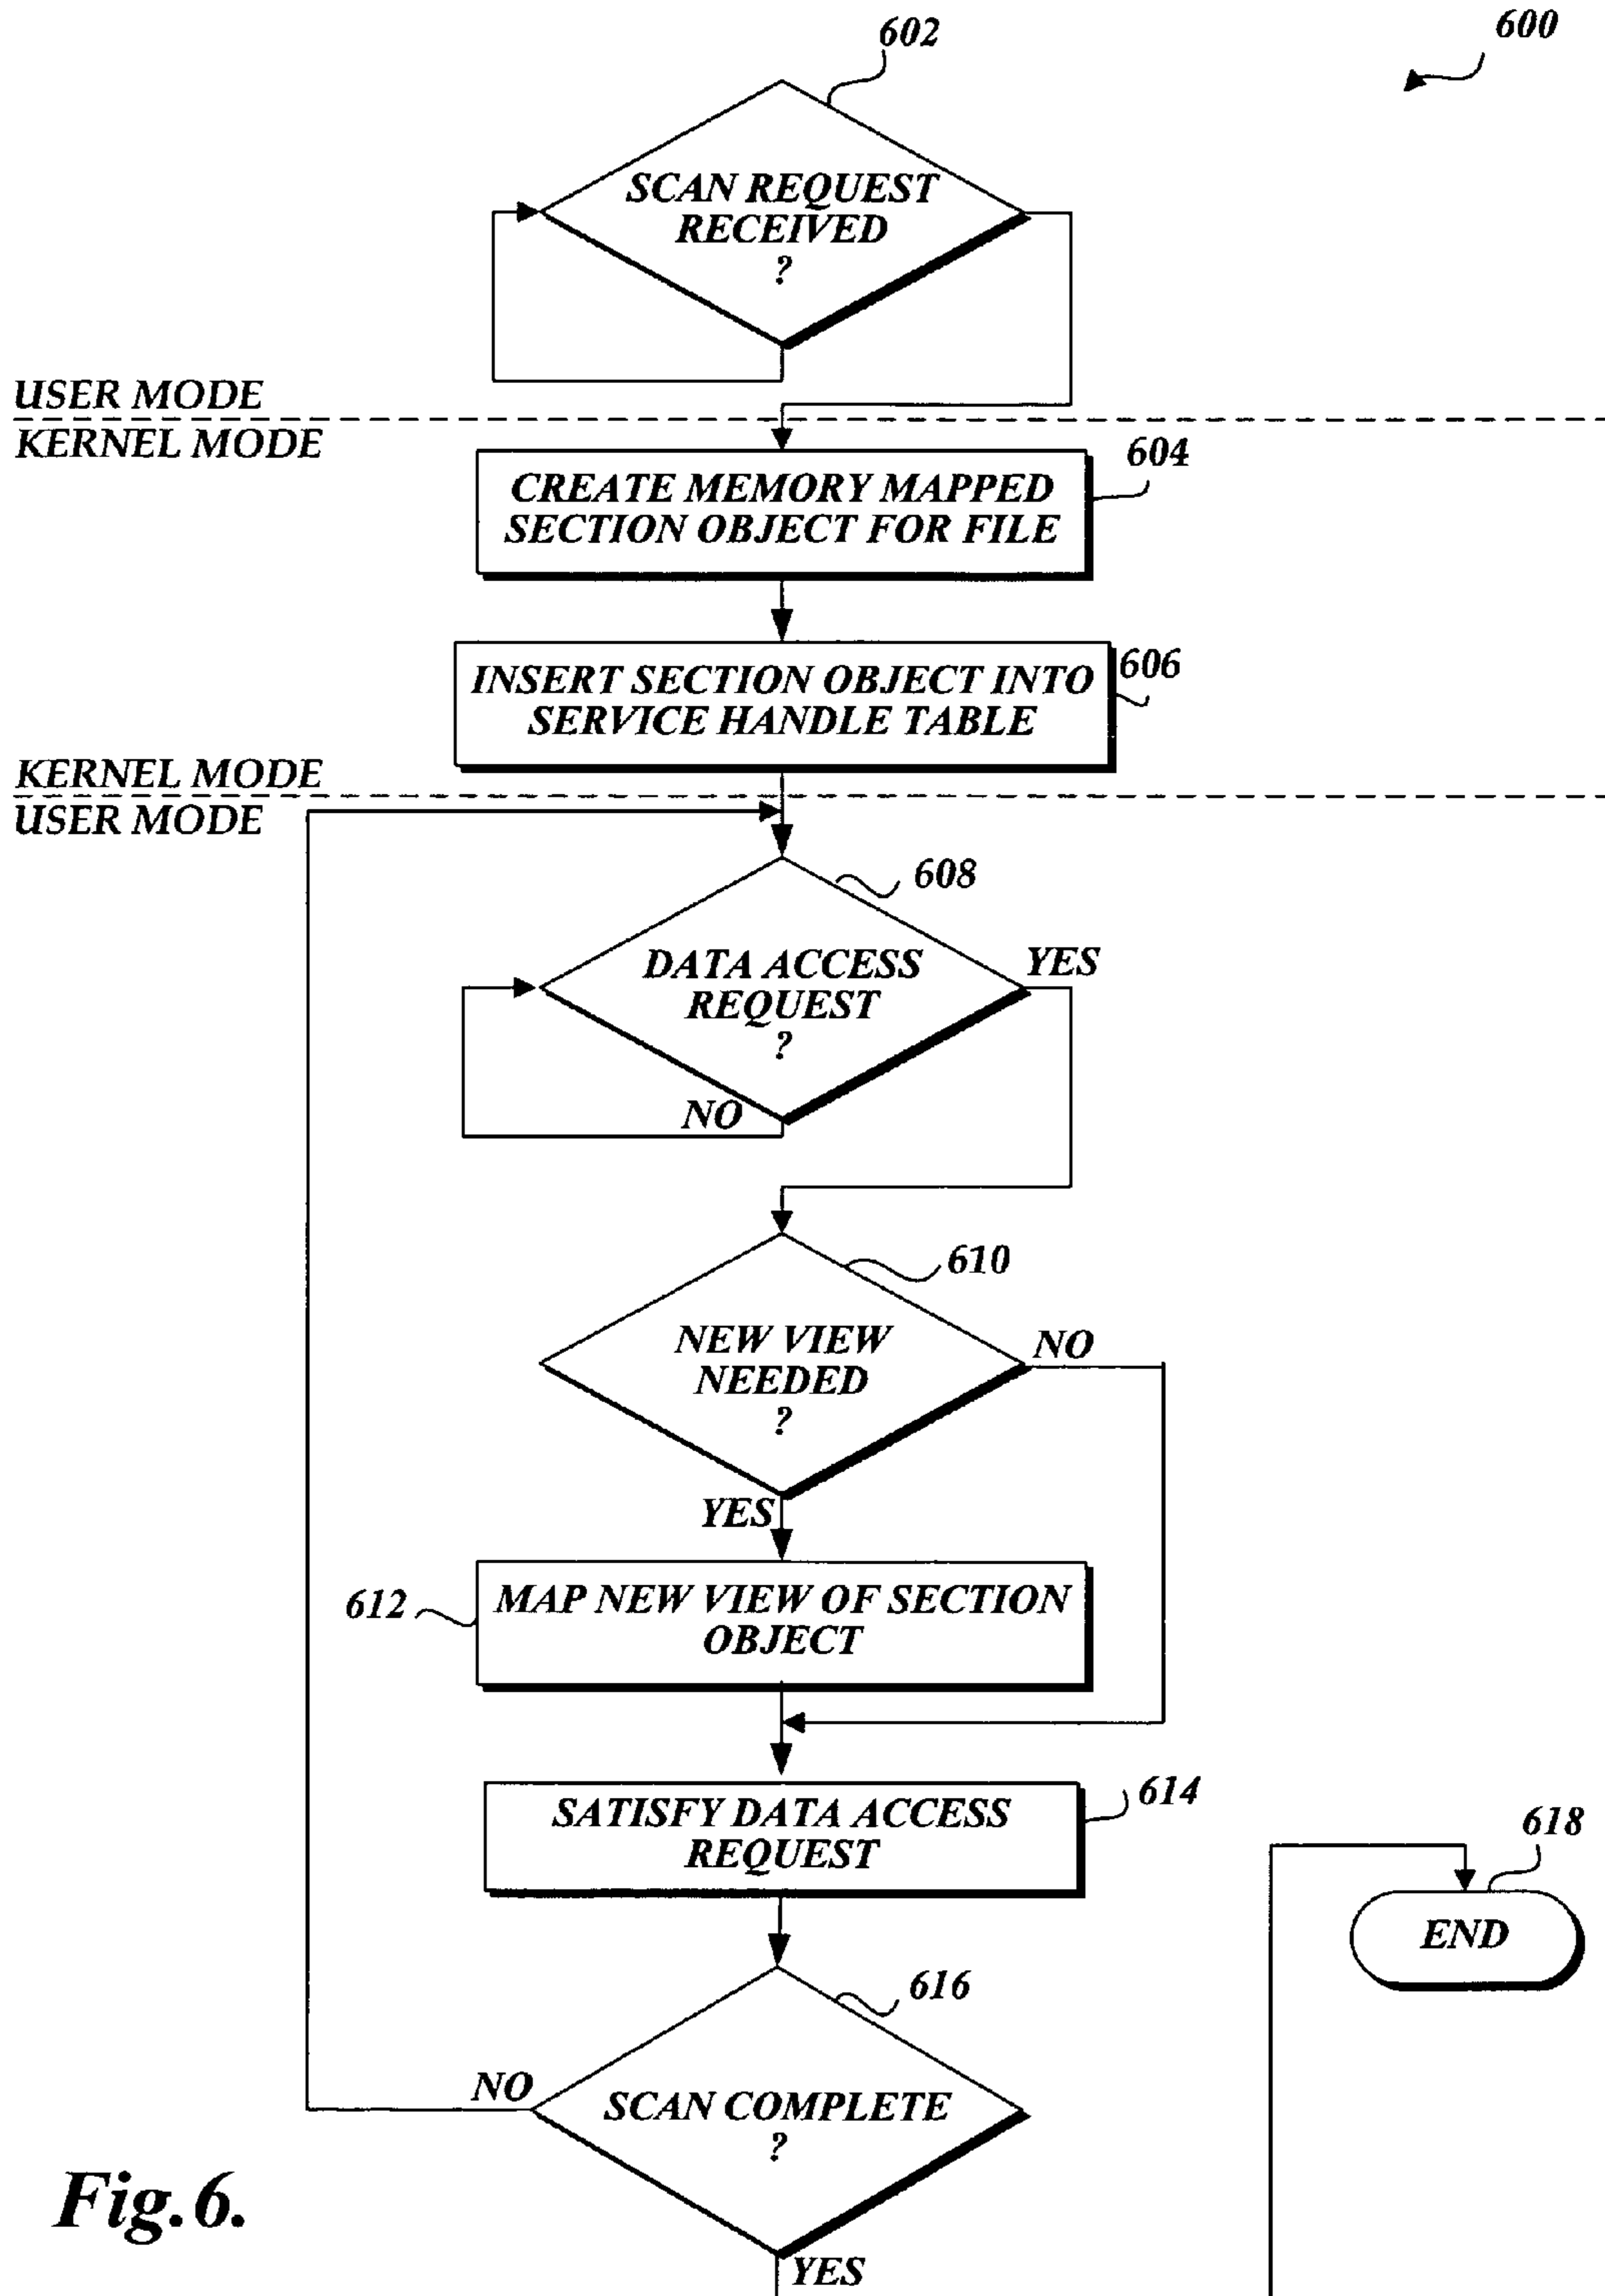 602
600
SCAN REQUEST
RECEIVED
?
USER MODE
KERNEL MODE
604
CREATE MEMORY MAPPED
SECTION OBJECT FOR FILE
606
INSERT SECTION OBJECT INTO
SERVICE HANDLE TABLE
KERNEL MODE
USER MODE
608
DATA ACCESS
REQUEST
?
YES
NO
610
NEW VIEW
NEEDED
?
NO
YES
612
MAP NEW VIEW OF SECTION
OBJECT
614
SATISFY DATA ACCESS
REQUEST
618
END
616
NO
SCAN COMPLETE
?
Fig.6.
YES